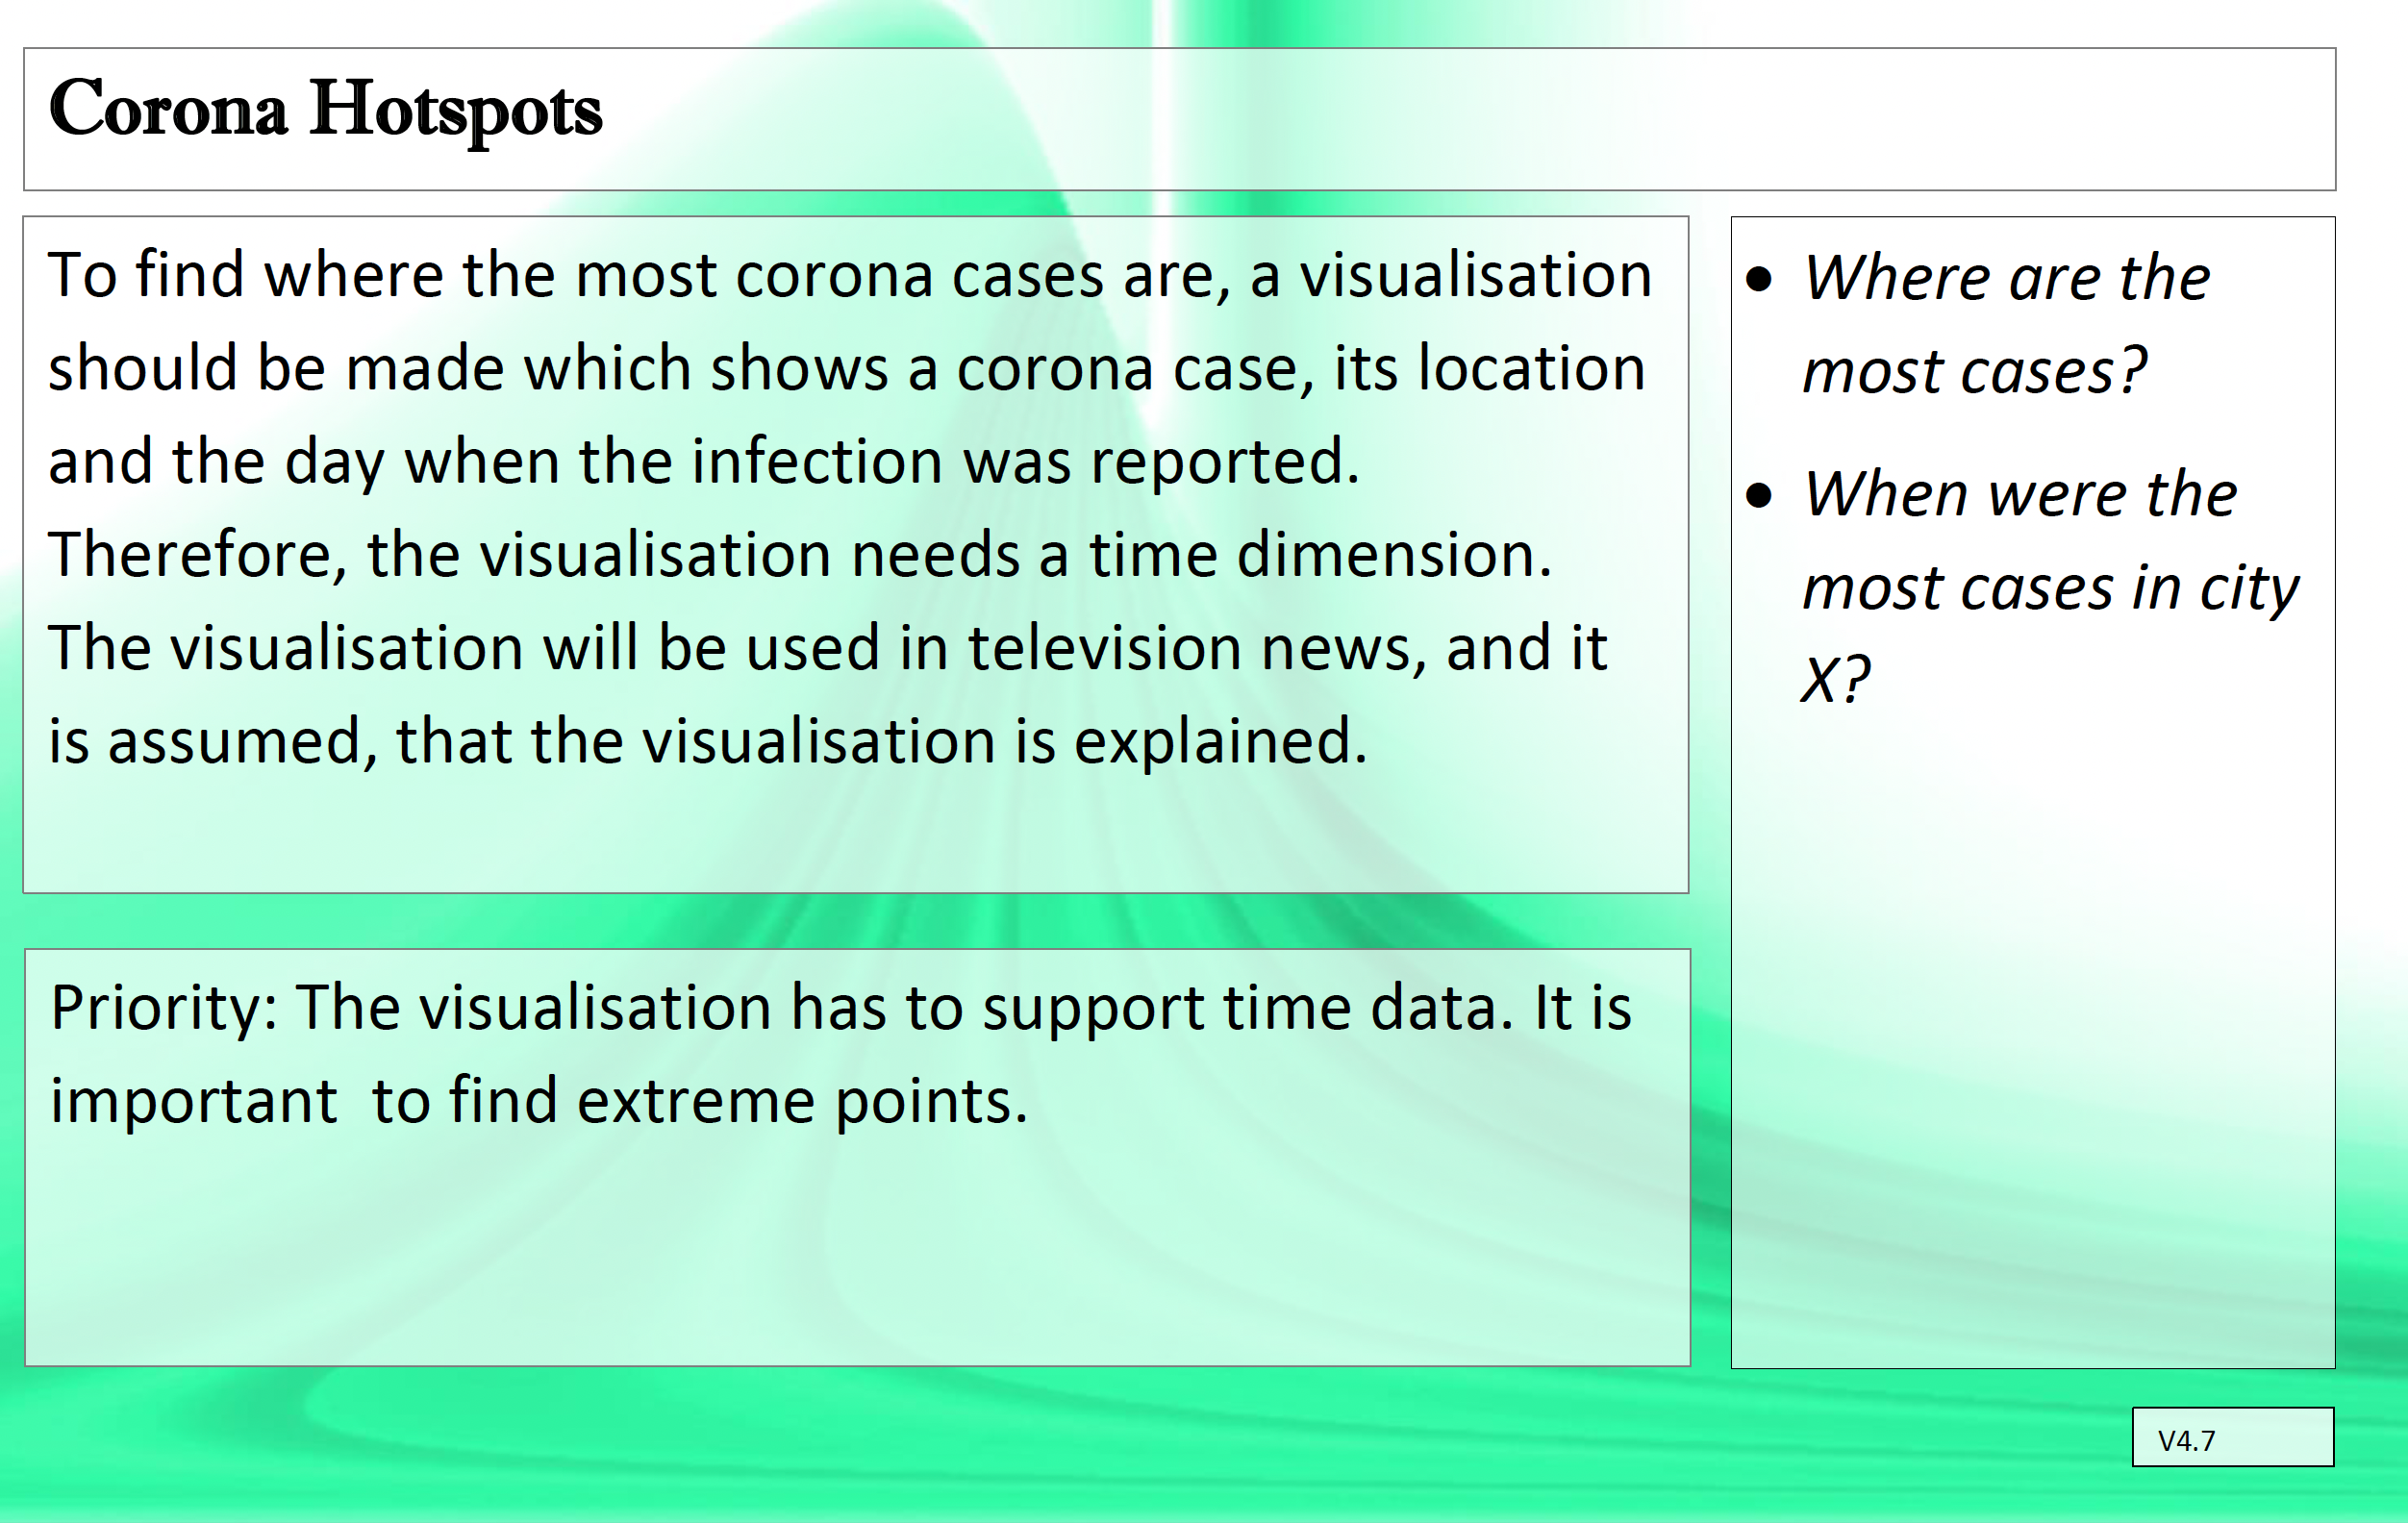 Corona Hotspots
To find where the most corona cases are, a visualisation
should be made which shows a corona case, its location
and the day when the infection was reported.
Therefore, the visualisation needs a time dimension.
The visualisation will be used in television news, and it
is assumed, that the visualisation is explained.
Priority: The visualisation has to support time data. It is
important  to find extreme points.
• Where are the
most cases?
• When were the
most cases in city
X?
V4.7